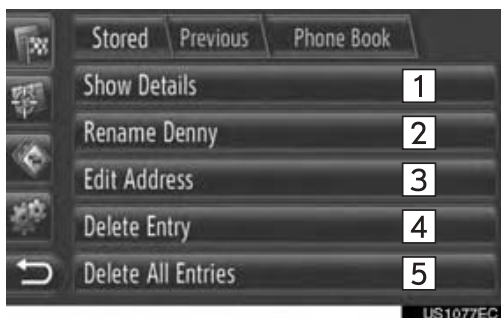 Stored Previous Phone Book
Show Details 1
Rename Denny 2
Edit Address 3
Delete Entry 4
Delete All Entries 5
US1077EC